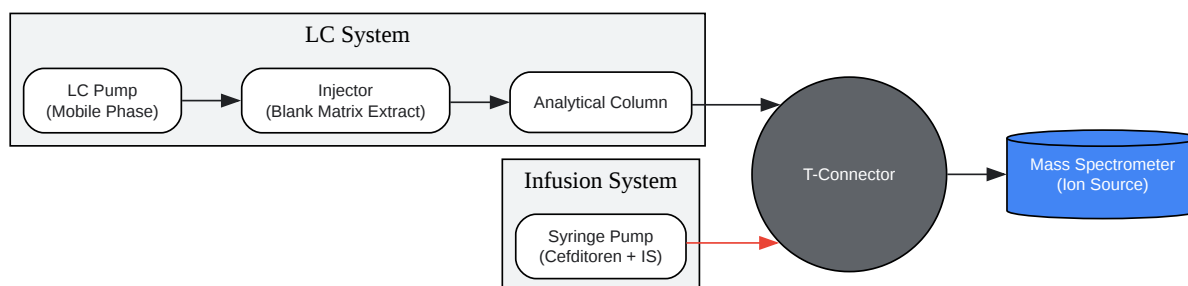 LC System
LC Pump
(Mobile Phase)
Injector
(Blank Matrix Extract)
Analytical Column
T-Connector
Mass Spectrometer
(Ion Source)
Infusion System
Syringe Pump
(Cefditoren + IS)